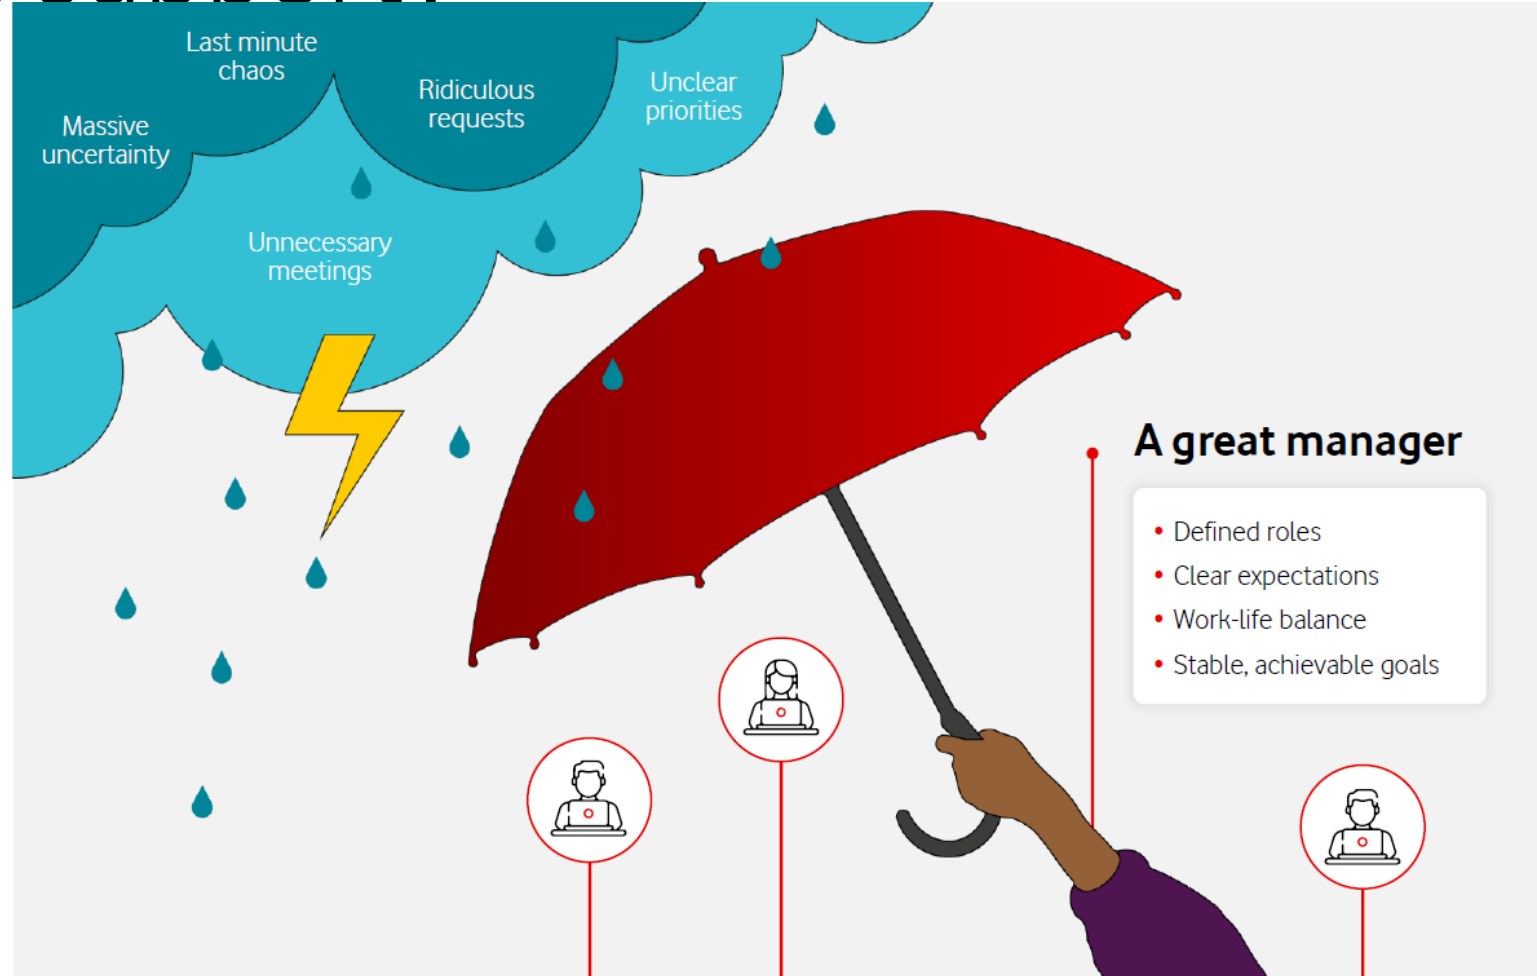 Last minute
chaos
Ridiculous
requests
Unclear
priorities
Massive
uncertainty
Unnecessary
meetings
A great manager
• Defined roles
• Clear expectations
• Work-life balance
• Stable, achievable goals